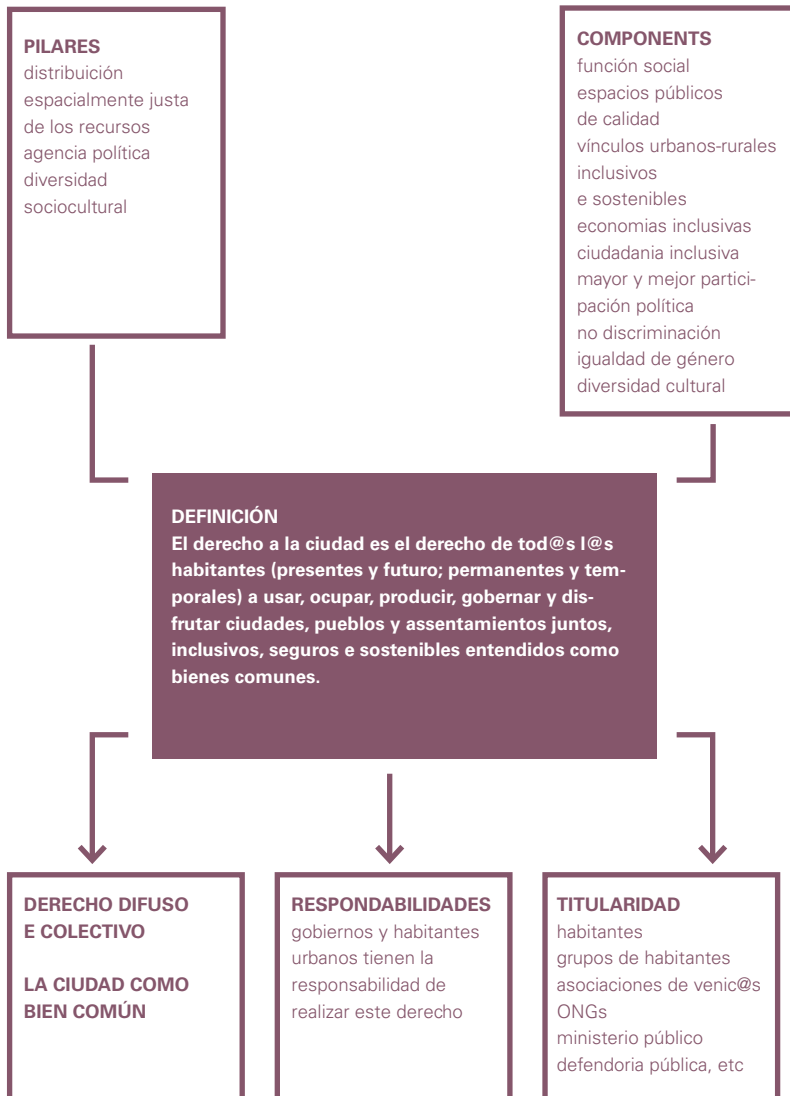 PILARES
distribuición
espacialmente justa
de los recursos
agencia política
diversidad
sociocultural
COMPONENTS
función social
espacios públicos
de calidad
vínculos urbanos-rurales
inclusivos
e sostenibles
economias inclusivas
ciudadania inclusiva
mayor y mejor partici-
pación política
no discriminación
igualdad de género
diversidad cultural
DEFINICIÓN
El derecho a la ciudad es el derecho de tod@s l@s
habitantes (presentes y futuro; permanentes y tem-
porales) a usar, ocupar, producir, gobernar y dis-
frutar ciudades, pueblos y assentamientos juntos,
inclusivos, seguros e sostenibles entendidos como
bienes comunes.
DERECHO DIFUSO
E COLECTIVO
LA CIUDAD COMO
BIEN COMÚN
RESPONDABILIDADES
gobiernos y habitantes
urbanos tienen la
responsabilidad de
realizar este derecho
TITULARIDAD
habitantes
grupos de habitantes
asociaciones de venic@s
ONGs
ministerio público
defendoria pública, etc